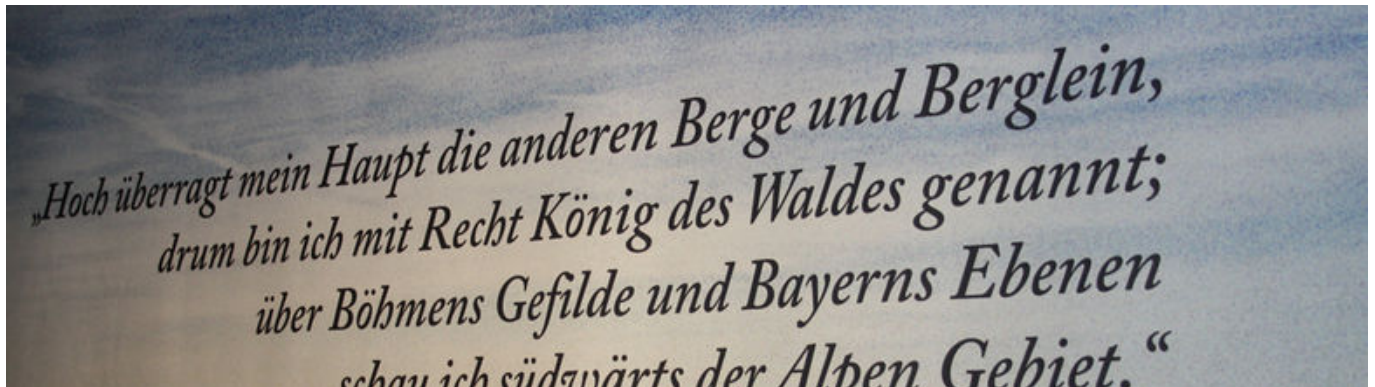 „Hoch überragt mein Haupt die anderen Berge und Berglein,
drum bin ich mit Recht König des Waldes genannt;
über Böhmens Gefilde und Bayerns Ebenen
schau ich südwärts der Alpen Gebiet.“